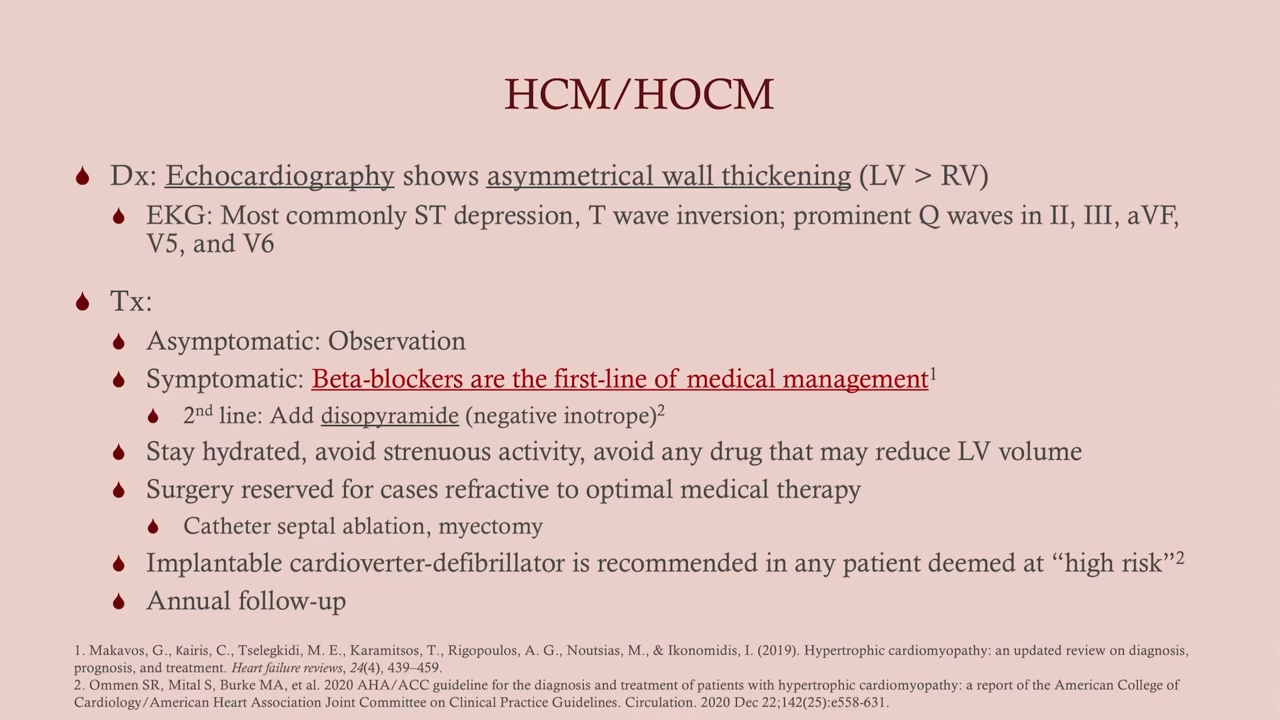 HCM/HOCM
Dx: Echocardiography shows asymmetrical wall thickening (LV > RV)
EKG: Most commonly ST depression, T wave inversion; prominent Q waves in II, III, aVF,
V5, and V6
Tx:
Asymptomatic: Observation
Symptomatic: Beta-blockers are the first-line of medical management1
2nd line: Add disopyramide (negative inotrope)2
Stay hydrated, avoid strenuous activity, avoid any drug that may reduce LV volume
Surgery reserved for cases refractive to optimal medical therapy
Catheter septal ablation, myectomy
Implantable cardioverter-defibrillator is recommended in any patient deemed at “high risk”2
Annual follow-up
1. Makavos, G., Kairis, C., Tselegkidi, M. E., Karamitsos, T., Rigopoulos, A. G., Noutsias, M., & Ikonomidis, I. (2019). Hypertrophic cardiomyopathy: an updated review on diagnosis,
prognosis, and treatment. Heart failure reviews, 24(4), 439–459.
2. Ommen SR, Mital S, Burke MA, et al. 2020 AHA/ACC guideline for the diagnosis and treatment of patients with hypertrophic cardiomyopathy: a report of the American College of
Cardiology/American Heart Association Joint Committee on Clinical Practice Guidelines. Circulation. 2020 Dec 22;142(25):e558-631.